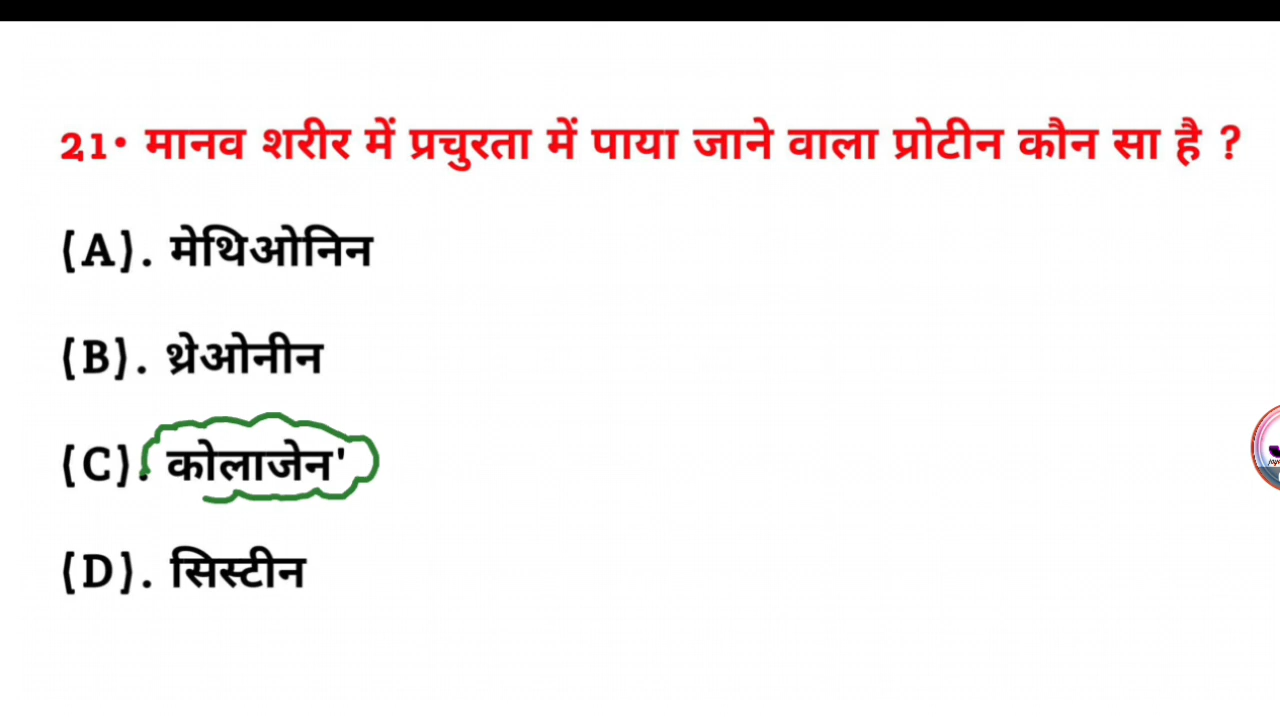 21• मानव शरीर में प्रचुरता में पाया जाने वाला प्रोटीन कौन सा है ?
(A). मेथिओनिन
(B). थ्रेओनीन
(C). कोलाजेन'
(D). सिस्टीन